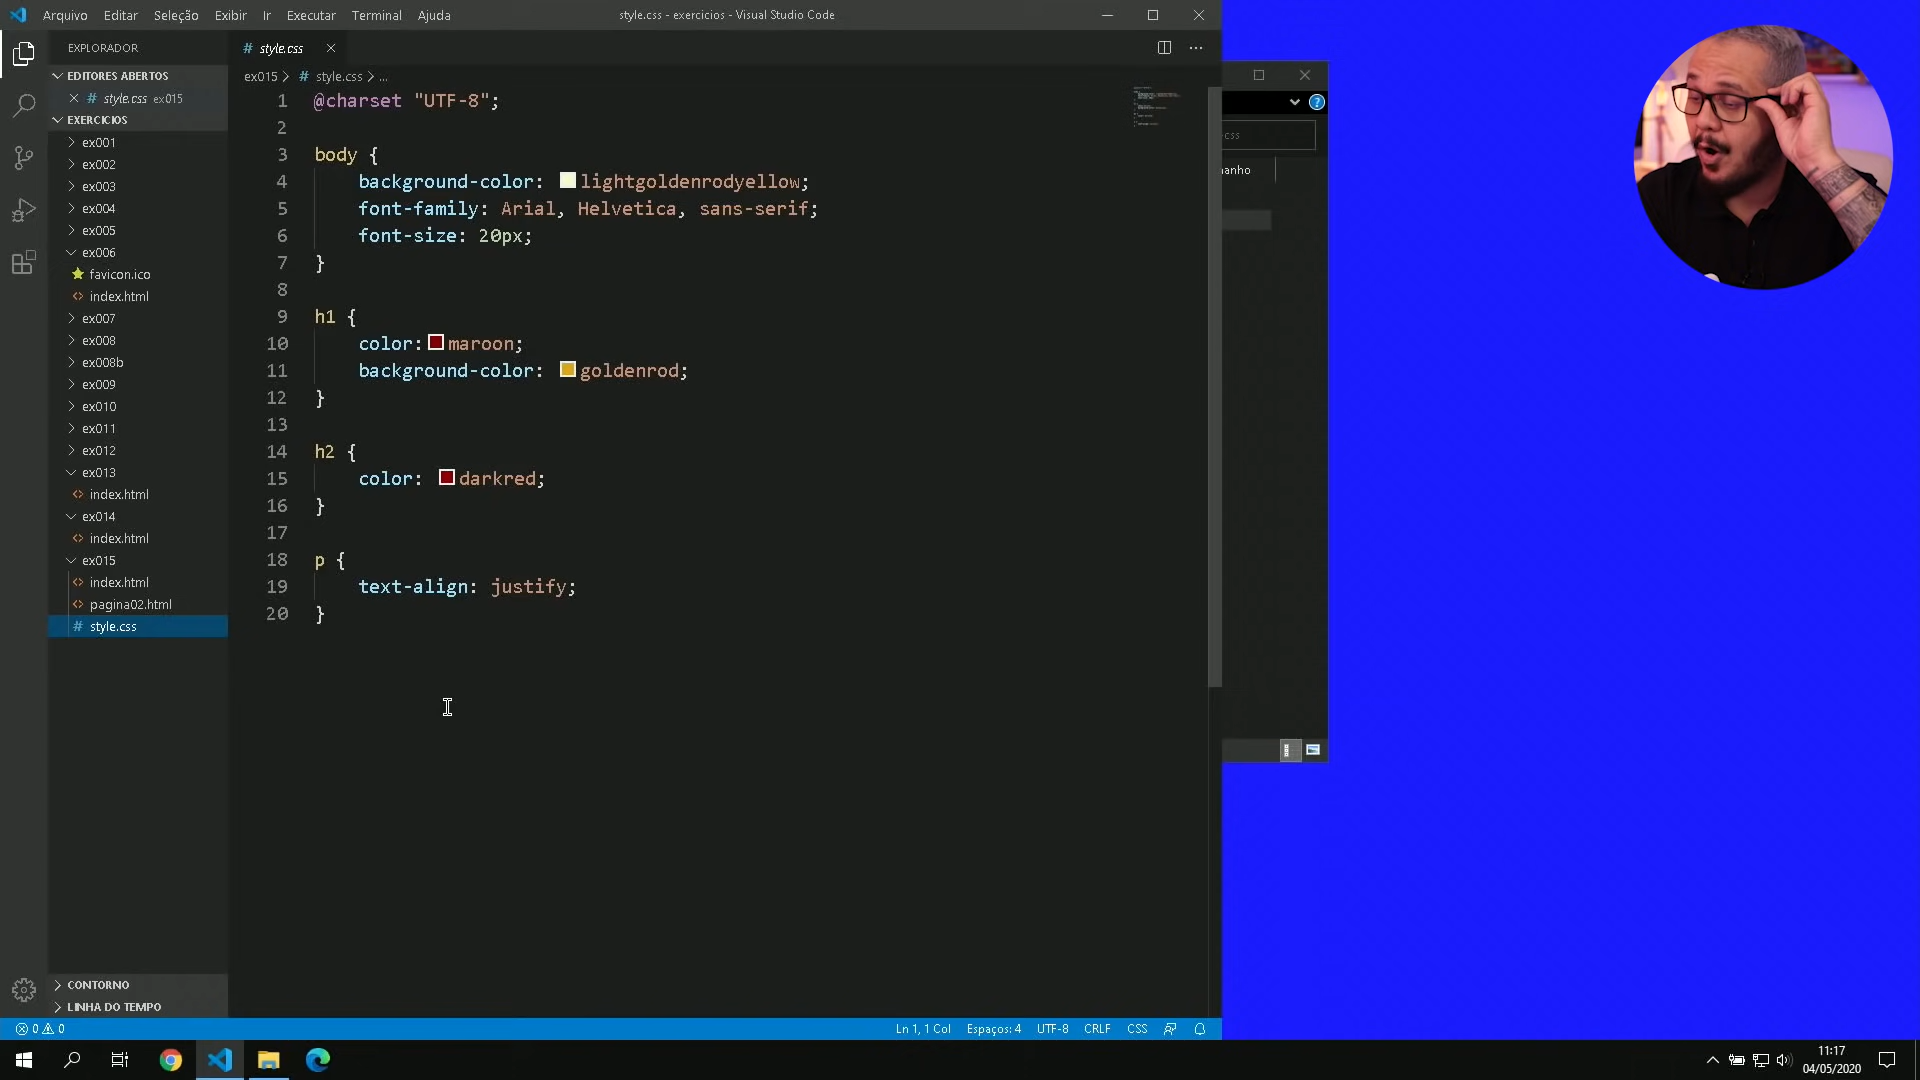 Arquivo Editar Seleção Exibir Ir Executar Terminal Ajuda
style.css - exercicios - Visual Studio Code
EXPLORADOR
EDITORES ABERTOS
# style.css ex015
EXERCICIOS
ex001
ex002
ex003
ex004
ex005
ex006
favicon.ico
index.html
ex007
ex008
ex008b
ex009
ex010
ex011
ex012
ex013
index.html
ex014
index.html
ex015
index.html
pagina02.html
# style.css
CONTORNO
LINHA DO TEMPO
# style.css
ex015 > # style.css > ...
1 @charset "UTF-8";
2
3 body {
4 background-color: lightgoldenrodyellow;
5 font-family: Arial, Helvetica, sans-serif;
6 font-size: 20px;
7 }
8
9 h1 {
10 color: maroon;
11 background-color: goldenrod;
12 }
13
14 h2 {
15 color: darkred;
16 }
17
18 p {
19 text-align: justify;
20 }
0 0
Ln 1, 1 Col Espaços: 4 UTF-8 CRLF CSS
11:17
04/05/2020